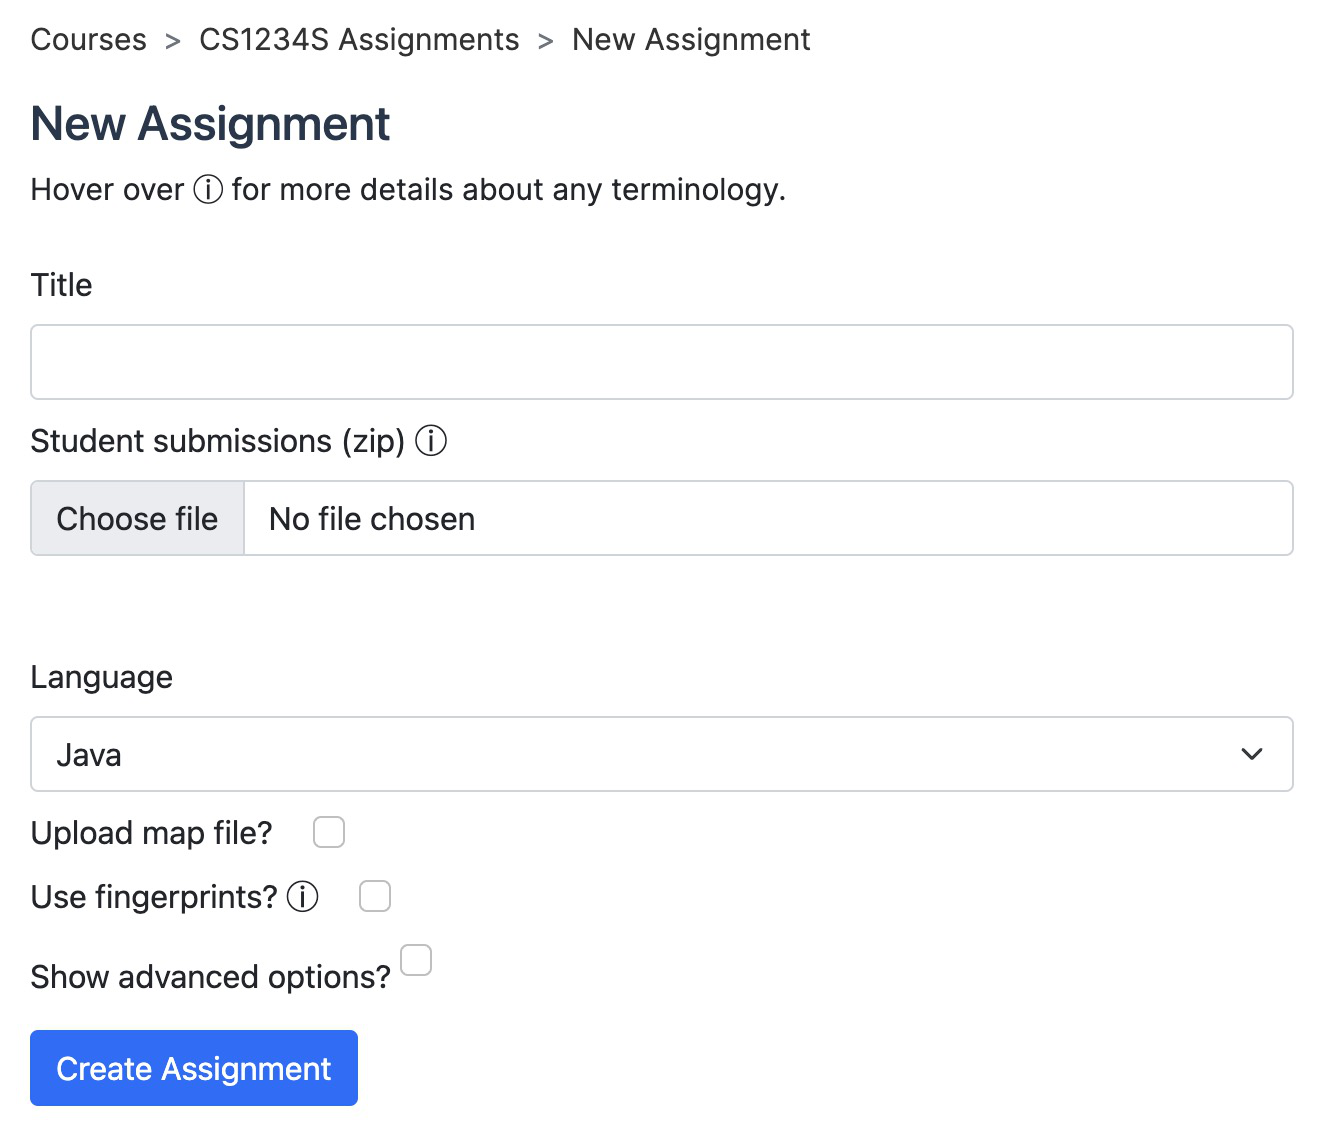 Courses > CS1234S Assignments > New Assignment
New Assignment
Hover over ⓘ for more details about any terminology.
Title
Student submissions (zip) ⓘ
Choose file No file chosen
Language
Java
Upload map file?
Use fingerprints? ⓘ
Show advanced options?
Create Assignment